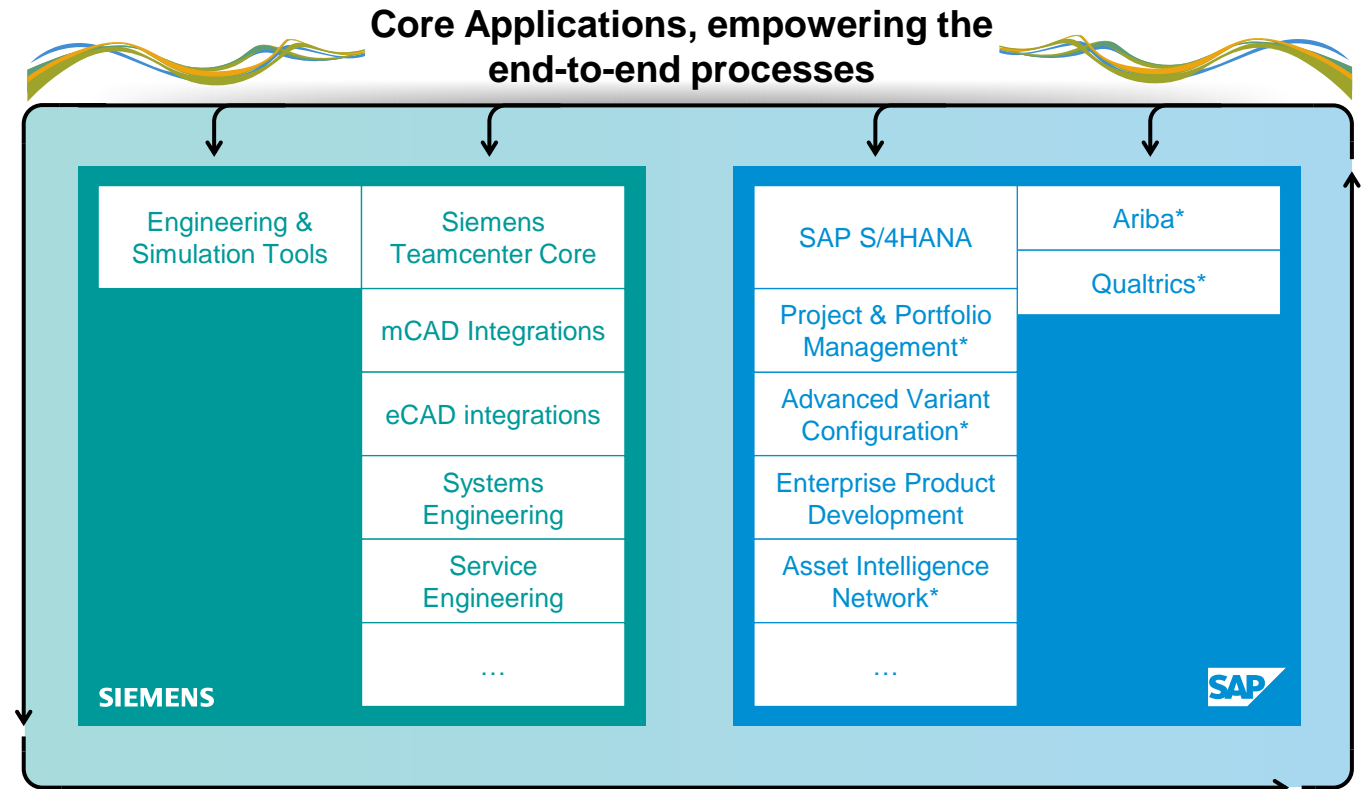 Core Applications, empowering the
end-to-end processes
Engineering &
Simulation Tools
Siemens
Teamcenter Core
mCAD Integrations
eCAD integrations
Systems
Engineering
Service
Engineering
…
SIEMENS
SAP S/4HANA
Project & Portfolio
Management*
Advanced Variant
Configuration*
Enterprise Product
Development
Asset Intelligence
Network*
…
Ariba*
Qualtrics*
SAP